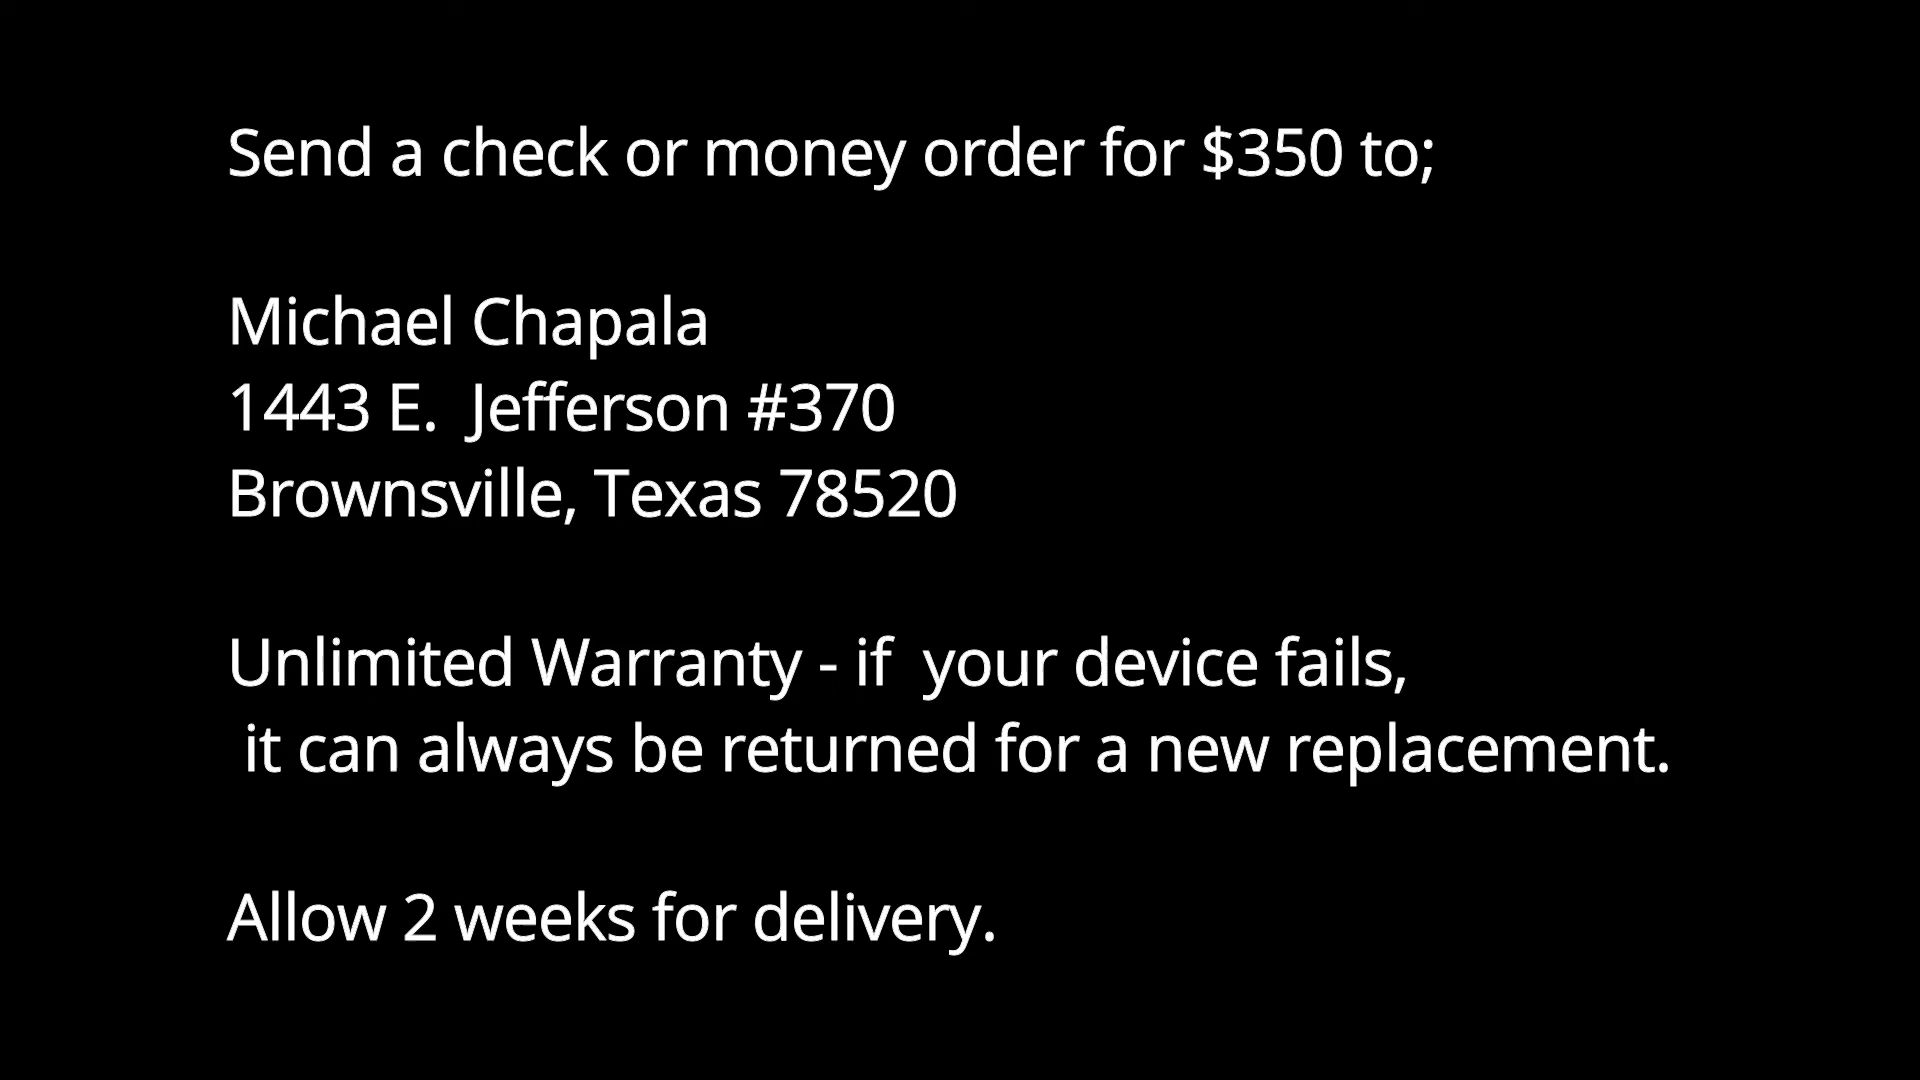 Send a check or money order for $350 to;
Michael Chapala
1443 E.  Jefferson #370
Brownsville, Texas 78520
Unlimited Warranty - if  your device fails,
it can always be returned for a new replacement.
Allow 2 weeks for delivery.